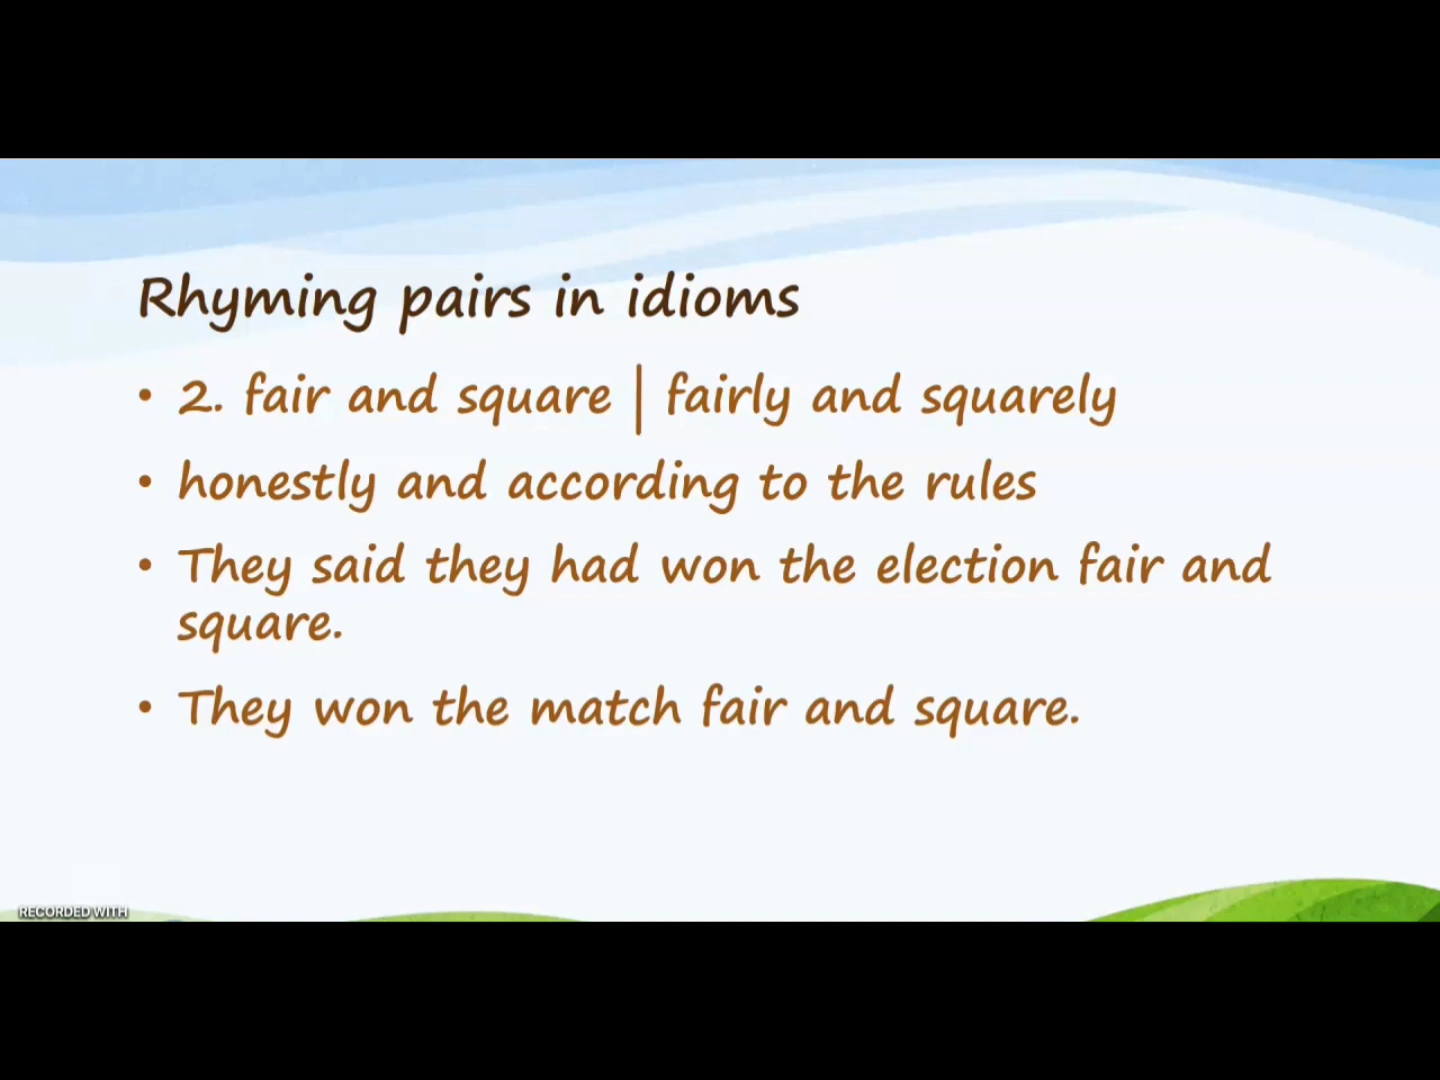 Rhyming pairs in idioms
• 2. fair and square | fairly and squarely
• honestly and according to the rules
• They said they had won the election fair and
square.
• They won the match fair and square.
RECORDED WITH